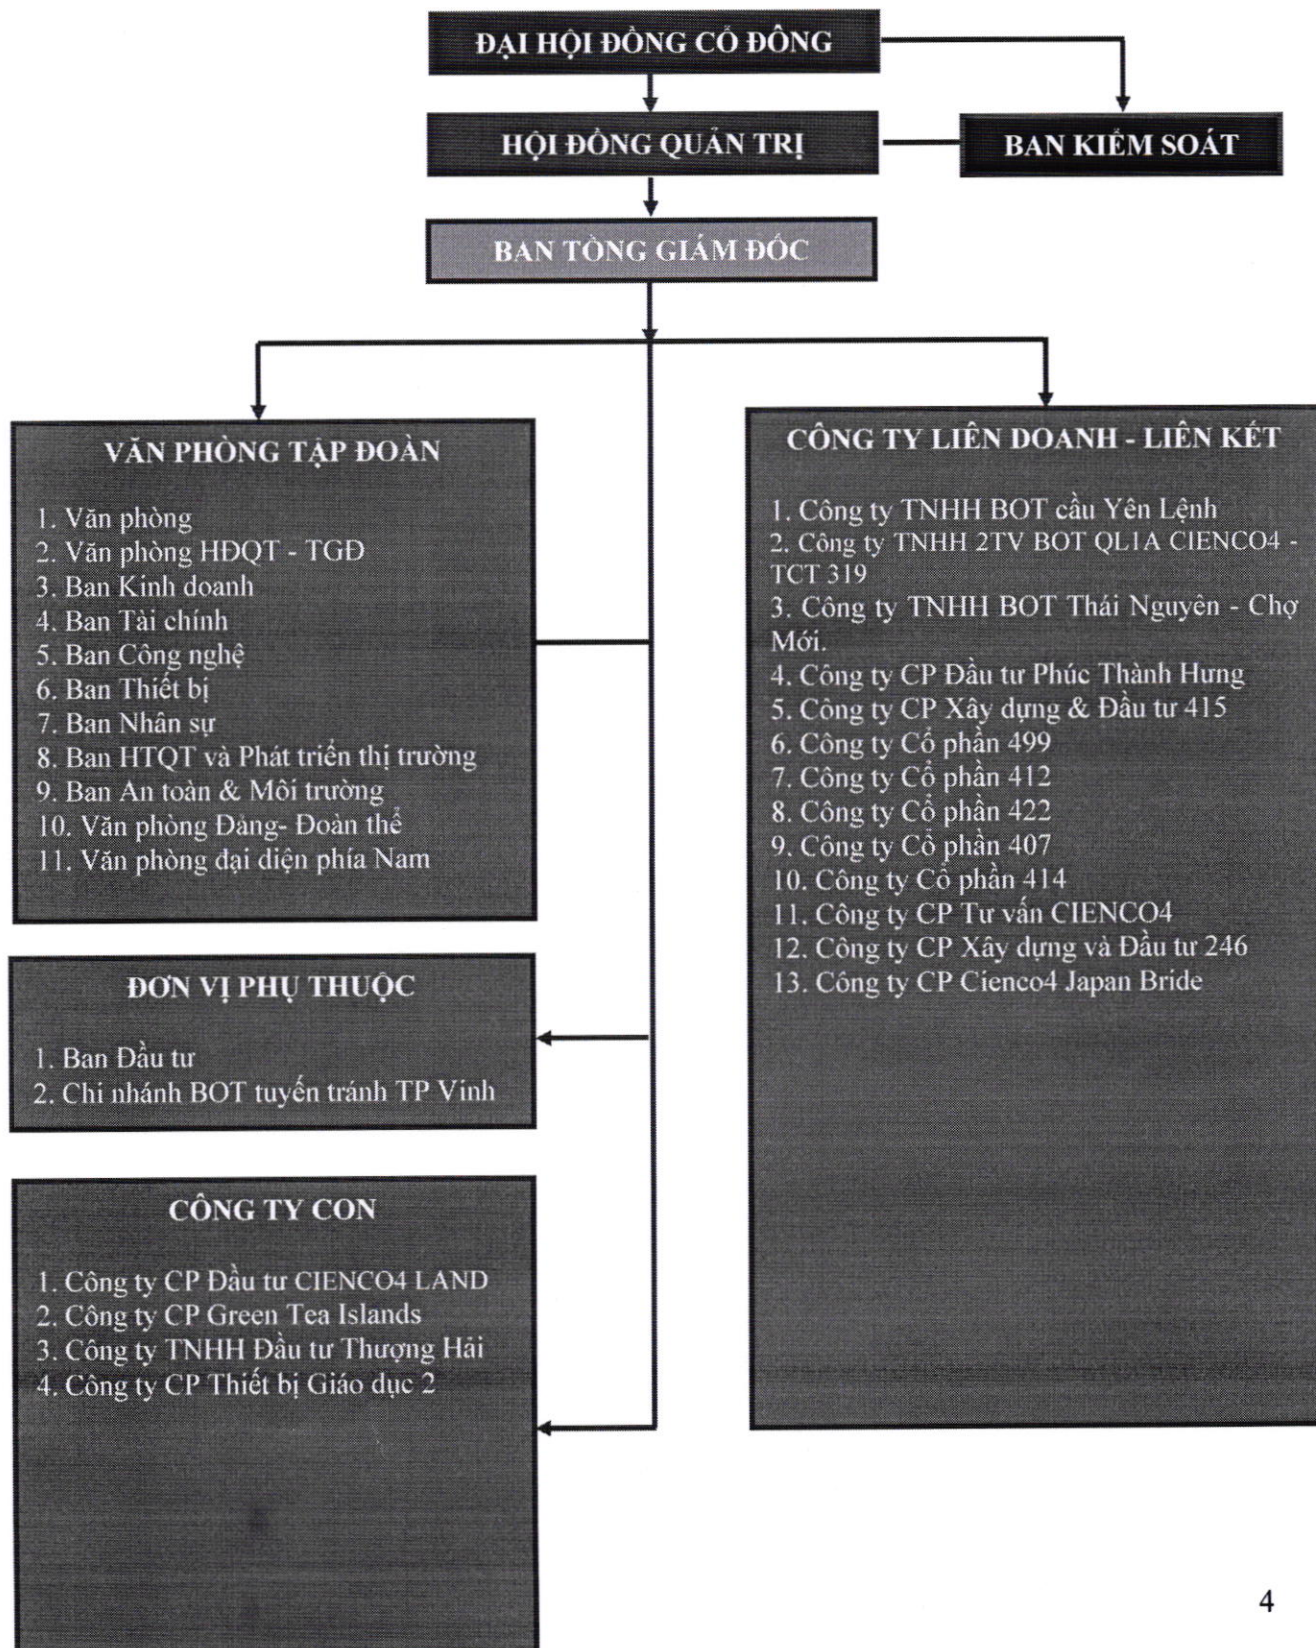 ĐẠI HỘI ĐỒNG CỔ ĐÔNG
HỘI ĐỒNG QUẢN TRỊ
BAN KIỂM SOÁT
BAN TỔNG GIÁM ĐỐC
VĂN PHÒNG TẬP ĐOÀN
1. Văn phòng
2. Văn phòng HĐQT - TGĐ
3. Ban Kinh doanh
4. Ban Tài chính
5. Ban Công nghệ
6. Ban Thiết bị
7. Ban Nhân sự
8. Ban HTQT và Phát triển thị trường
9. Ban An toàn & Môi trường
10. Văn phòng Đảng- Đoàn thể
11. Văn phòng đại diện phía Nam
ĐƠN VỊ PHỤ THUỘC
1. Ban Đầu tư
2. Chi nhánh BOT tuyến tránh TP Vinh
CÔNG TY CON
1. Công ty CP Đầu tư CIENCO4 LAND
2. Công ty CP Green Tea Islands
3. Công ty TNHH Đầu tư Thượng Hải
4. Công ty CP Thiết bị Giáo dục 2
CÔNG TY LIÊN DOANH - LIÊN KẾT
1. Công ty TNHH BOT cầu Yên Lệnh
2. Công ty TNHH 2TV BOT QL1A CIENCO4 -
TCT 319
3. Công ty TNHH BOT Thái Nguyên - Chợ
Mới.
4. Công ty CP Đầu tư Phúc Thành Hưng
5. Công ty CP Xây dựng & Đầu tư 415
6. Công ty Cổ phần 499
7. Công ty Cổ phần 412
8. Công ty Cổ phần 422
9. Công ty Cổ phần 407
10. Công ty Cổ phần 414
11. Công ty CP Tư vấn CIENCO4
12. Công ty CP Xây dựng và Đầu tư 246
13. Công ty CP Cienco4 Japan Bride
4